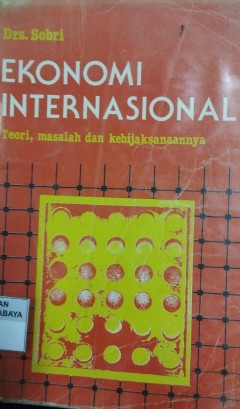 Drs. Sobri
EKONOMI
INTERNASIONAL
Teori, masalah dan kebijaksanaannya
AN
ABAYA